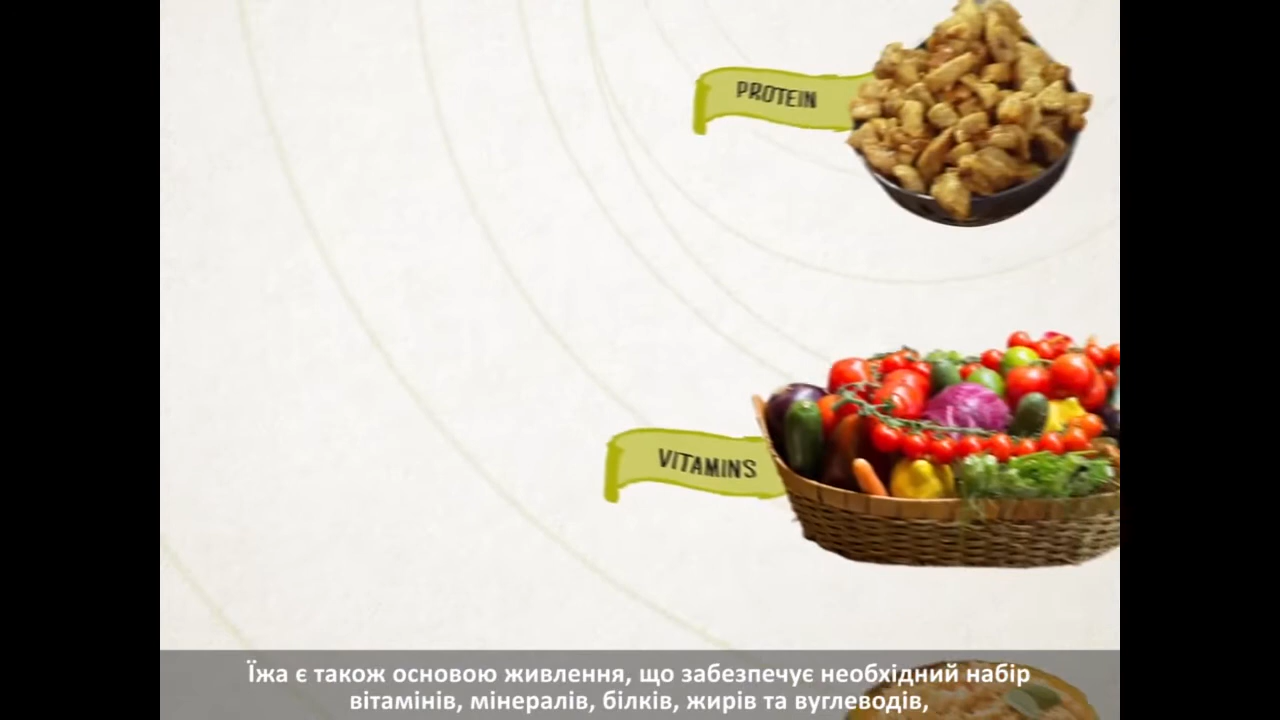 PROTEIN
VITAMINS
Їжа є також основою живлення, що забезпечує необхідний набір
вітамінів, мінералів, білків, жирів та вуглеводів,